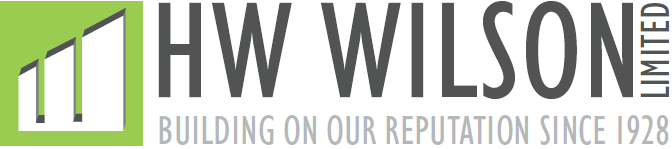 HW WILSON LIMITED
BUILDING ON OUR REPUTATION SINCE 1928